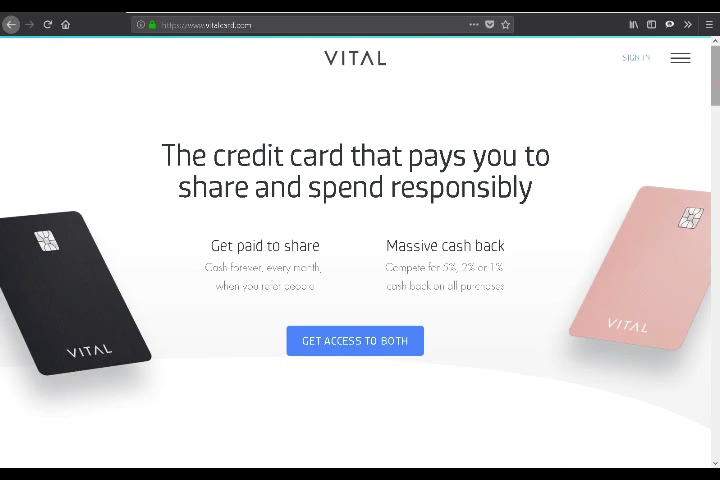 https://www.vitalcard.com
VITAL
SIGN IN
The credit card that pays you to
share and spend responsibly
Get paid to share
Cash forever, every month,
when you refer people
Massive cash back
Compete for 5%, 2% or 1%
cash back on all purchases
GET ACCESS TO BOTH
VITAL
VITAL